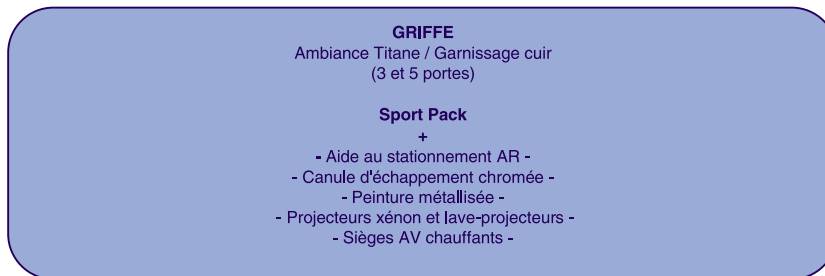 GRIFFE
Ambiance Titane / Garnissage cuir
(3 et 5 portes)
Sport Pack
+
- Aide au stationnement AR -
- Canule d'échappement chromée -
- Peinture métallisée -
- Projecteurs xénon et lave-projecteurs -
- Sièges AV chauffants -